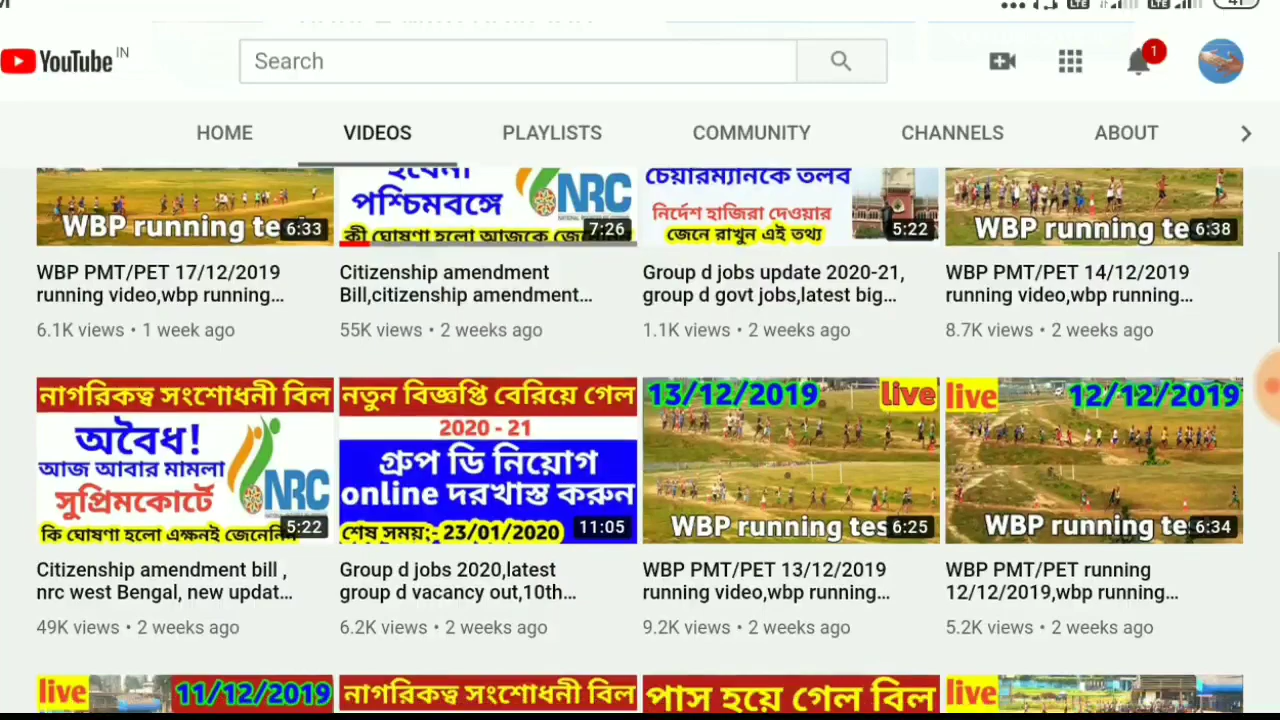 YouTube IN
Search
1
HOME
VIDEOS
PLAYLISTS
COMMUNITY
CHANNELS
ABOUT
WBP running te
6:33
পশ্চিমবঙ্গে
NRC
7:26
চেয়ারম্যানকে তলব
নির্দেশ হাজিরা দেওয়ার
জেনে রাখুন এই তথ্য
5:22
WBP running te
6:38
WBP PMT/PET 17/12/2019
running video,wbp running...
6.1K views • 1 week ago
Citizenship amendment
Bill,citizenship amendment...
55K views • 2 weeks ago
Group d jobs update 2020-21,
group d govt jobs,latest big...
1.1K views • 2 weeks ago
WBP PMT/PET 14/12/2019
running video,wbp running...
8.7K views • 2 weeks ago
নাগরিকত্ব সংশোধনী বিল
অবৈধ!
আজ আবার মামলা
সুপ্রিমকোর্টে
NRC
কি ঘোষণা হলো এক্ষনই
5:22
নতুন বিজ্ঞপ্তি বেরিয়ে গেল
2020 - 21
গ্রুপ ডি নিয়োগ
online দরখাস্ত করুন
শেষ সময়:- 23/01/2020
11:05
13/12/2019 live
WBP running tes
6:25
live 12/12/2019
WBP running te
6:34
Citizenship amendment bill ,
nrc west Bengal, new updat...
49K views • 2 weeks ago
Group d jobs 2020,latest
group d vacancy out,10th...
6.2K views • 2 weeks ago
WBP PMT/PET 13/12/2019
running video,wbp running...
9.2K views • 2 weeks ago
WBP PMT/PET running
12/12/2019,wbp running...
5.2K views • 2 weeks ago
live 11/12/2019
নাগরিকত্ব সংশোধনী বিল
পাস হয়ে গেল বিল
live